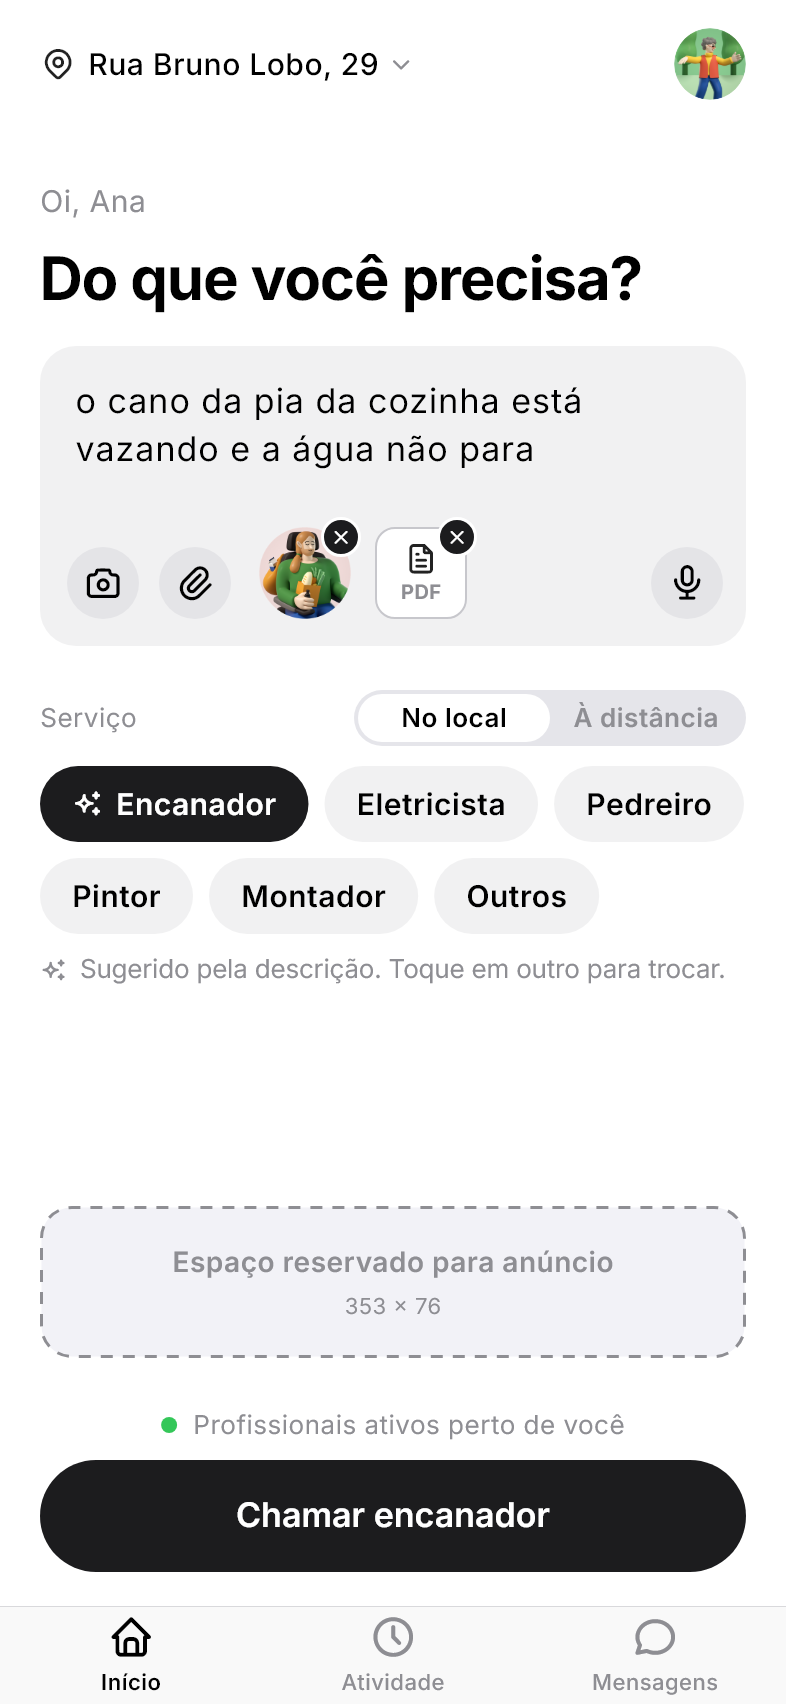 Rua Bruno Lobo, 29
Oi, Ana
Do que você precisa?
o cano da pia da cozinha está
vazando e a água não para
PDF
Serviço
No local
À distância
Encanador
Eletricista
Pedreiro
Pintor
Montador
Outros
Sugerido pela descrição. Toque em outro para trocar.
Espaço reservado para anúncio
353 × 76
Profissionais ativos perto de você
Chamar encanador
Início
Atividade
Mensagens